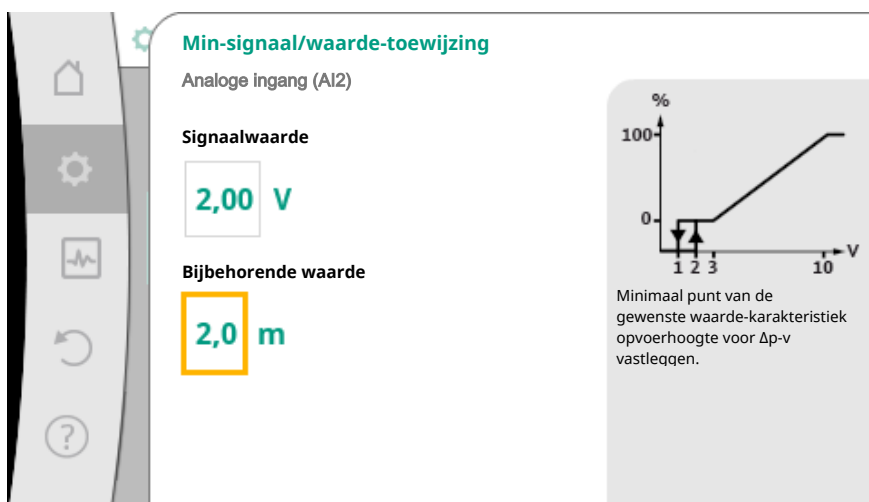 Min-signaal/waarde-toewijzing
Analoge ingang (AI2)
Signaalwaarde
2,00 V
Bijbehorende waarde
2,0 m
%
100
0
1 2 3 10 V
Minimaal punt van de
gewenste waarde-karakteristiek
opvoerhoogte voor Δp-v
vastleggen.
?